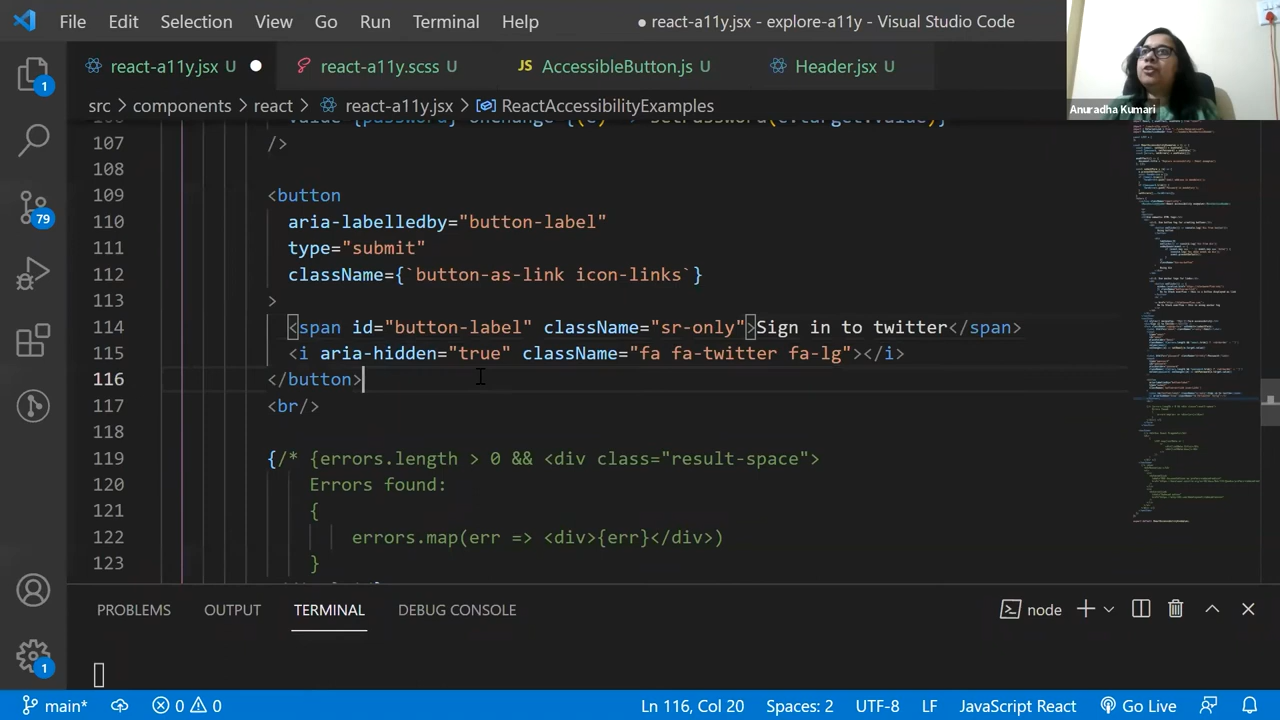 File Edit Selection View Go Run Terminal Help ● react-a11y.jsx - explore-a11y - Visual Studio Code
react-a11y.jsx U ● react-a11y.scss JS AccessibleButton.js U Header.jsx U
Anuradha Kumari
src > components > react > react-a11y.jsx > ReactAccessibilityExamples
107 />
108
109 <button
110 aria-labelledby="button-label"
111 type="submit"
112 className={`button-as-link icon-links`}
113 >
114 <span id="button-label" className="sr-only">Sign in to twitter</span>
115 <i aria-hidden="true" className="fa fa-twitter fa-ig"></i>
116 </button>
117 <br/>
118
119 {/* {errors.length > 0 && <div class="result-space">
120 Errors found:
121 {
122 errors.map(err => <div>{err}</div>)
123 }
1
79
1
PROBLEMS OUTPUT TERMINAL DEBUG CONSOLE node
main* 0 0 Ln 116, Col 20 Spaces: 2 UTF-8 LF JavaScript React Go Live